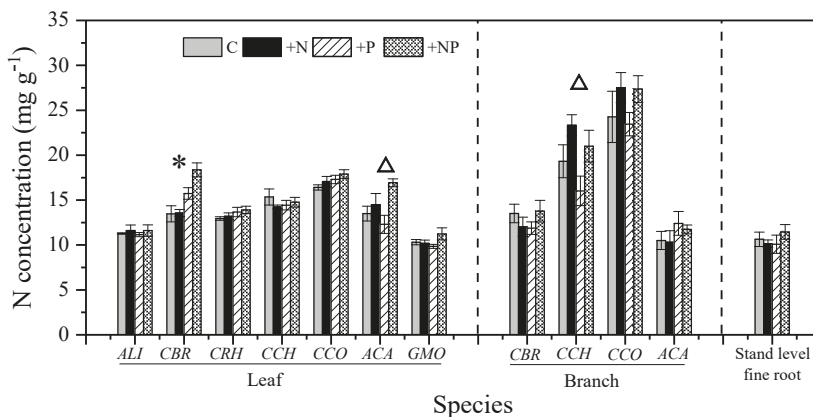 N concentration (mg g⁻¹)
35
30
25
20
15
10
5
0
C +N +P +NP
*
Δ
Δ
ALI CBR CRH CCH CCO ACA GMO
Leaf
CBR CCH CCO ACA
Branch
Stand level
fine root
Species